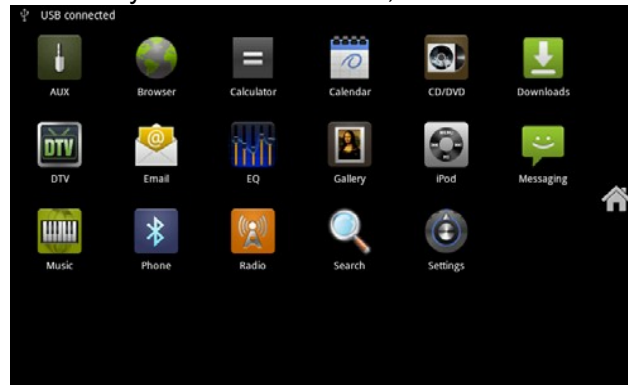 USB connected
AUX Browser Calculator Calendar CD/DVD Downloads
DTV
DTV Email EQ Gallery iPod Messaging
Music Phone Radio Search Settings